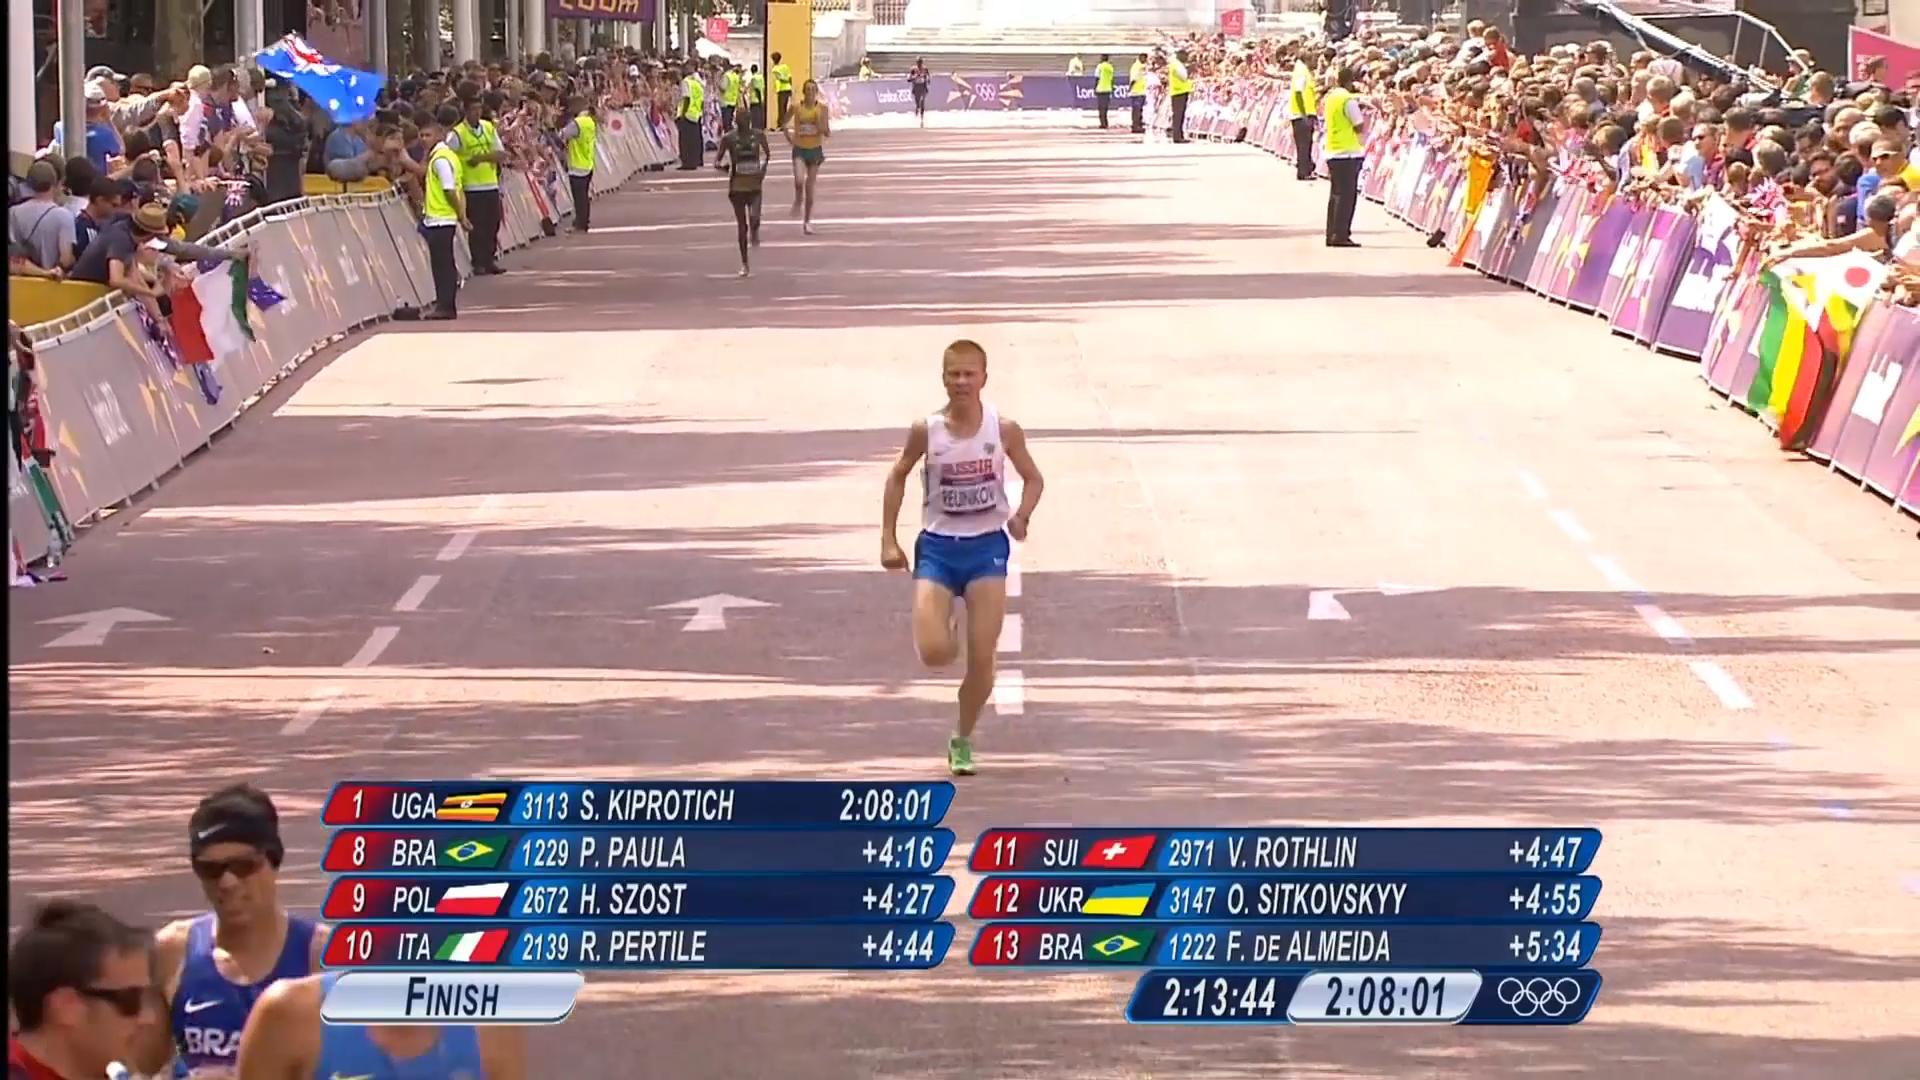 London 2012
RUSSIA
REUNKOV
1 UGA 3113 S. KIPROTICH 2:08:01
8 BRA 1229 P. PAULA +4:16
9 POL 2672 H. SZOST +4:27
10 ITA 2139 R. PERTILE +4:44
11 SUI 2971 V. ROTHLIN +4:47
12 UKR 3147 O. SITKOVSKYY +4:55
13 BRA 1222 F. DE ALMEIDA +5:34
FINISH
2:13:44 2:08:01
BRA